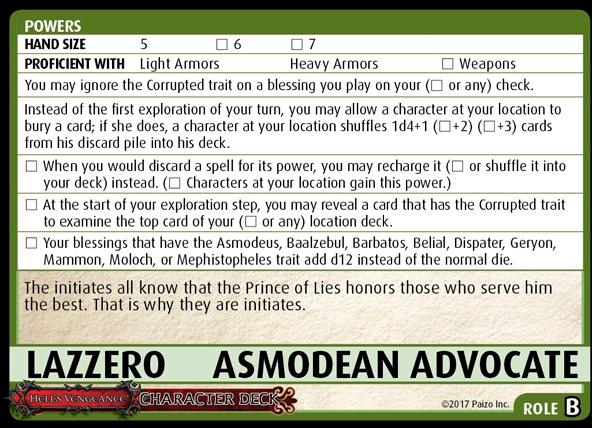 POWERS
HAND SIZE 5 □ 6 □ 7
PROFICIENT WITH Light Armors Heavy Armors □ Weapons
You may ignore the Corrupted trait on a blessing you play on your (□ or any) check.
Instead of the first exploration of your turn, you may allow a character at your location to
bury a card; if she does, a character at your location shuffles 1d4+1 (□+2) (□+3) cards
from his discard pile into his deck.
□ When you would discard a spell for its power, you may recharge it (□ or shuffle it into
your deck) instead. (□ Characters at your location gain this power.)
□ At the start of your exploration step, you may reveal a card that has the Corrupted trait
to examine the top card of your (□ or any) location deck.
□ Your blessings that have the Asmodeus, Baalzebul, Barbatos, Belial, Dispater, Geryon,
Mammon, Moloch, or Mephistopheles trait add d12 instead of the normal die.
The initiates all know that the Prince of Lies honors those who serve him
the best. That is why they are initiates.
LAZZERO ASMODEAN ADVOCATE
HELL'S VENGEANCE CHARACTER DECK
©2017 Paizo Inc. ROLE B